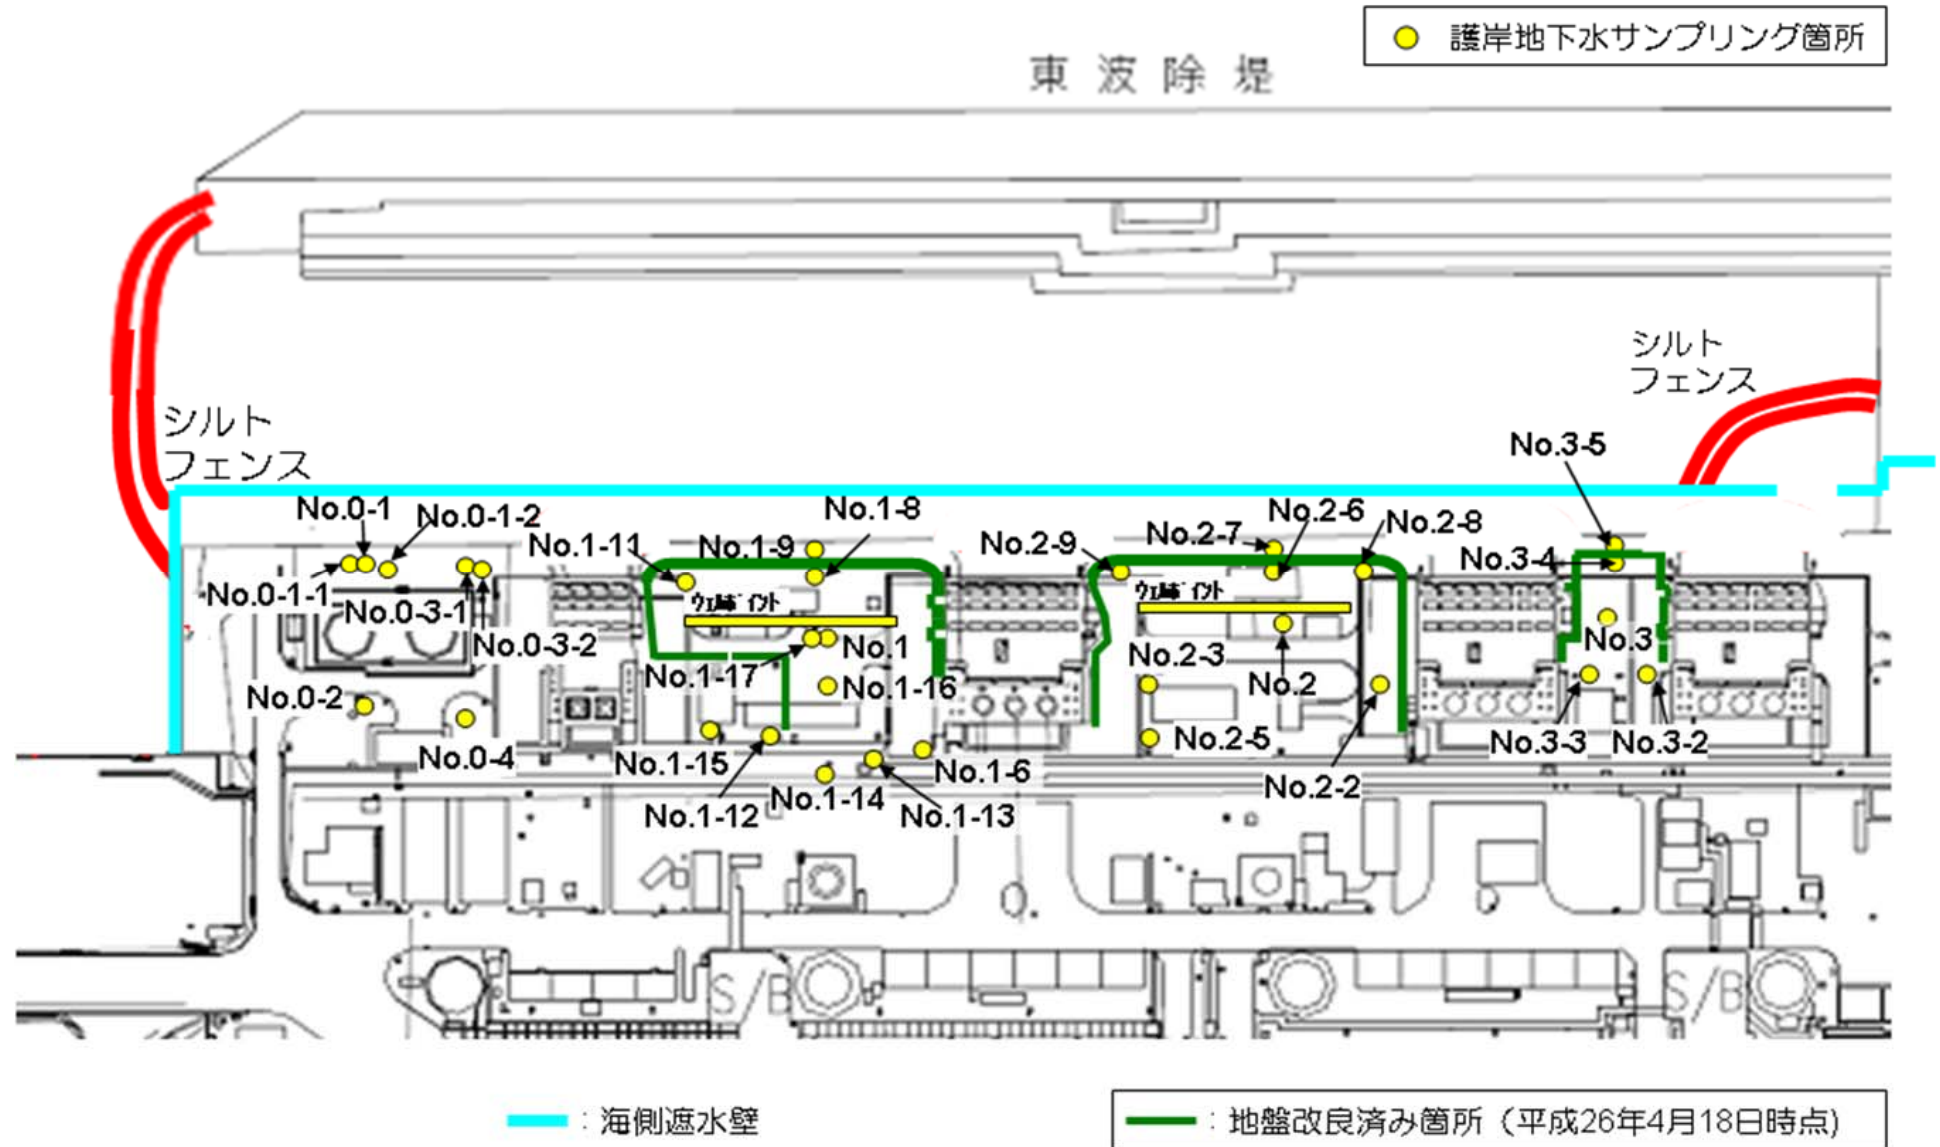 護岸地下水サンプリング箇所
東波除堤
シルト
フェンス
シルト
フェンス
No.3-5
No.0-1
No.0-1-2
No.1-8
No.2-6
No.2-8
No.1-11
No.1-9
No.2-9
No.2-7
No.3-4
No.0-1-1
No.0-3-1
ｳｪﾙﾎﾟｲﾝﾄ
ｳｪﾙﾎﾟｲﾝﾄ
No.0-3-2
No.1
No.3
No.1-17
No.1-16
No.2-3
No.2
No.0-2
No.0-4
No.1-15
No.1-6
No.2-5
No.3-3
No.3-2
No.1-12
No.1-14
No.1-13
No.2-2
S/B
S/B
：海側遮水壁
：地盤改良済み箇所（平成26年4月18日時点)